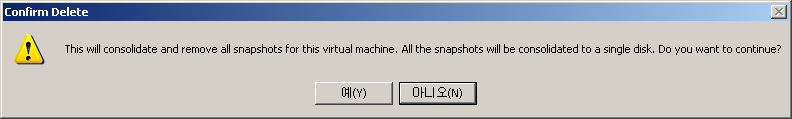 Confirm Delete
This will consolidate and remove all snapshots for this virtual machine. All the snapshots will be consolidated to a single disk. Do you want to continue?
예(Y)
아니오(N)